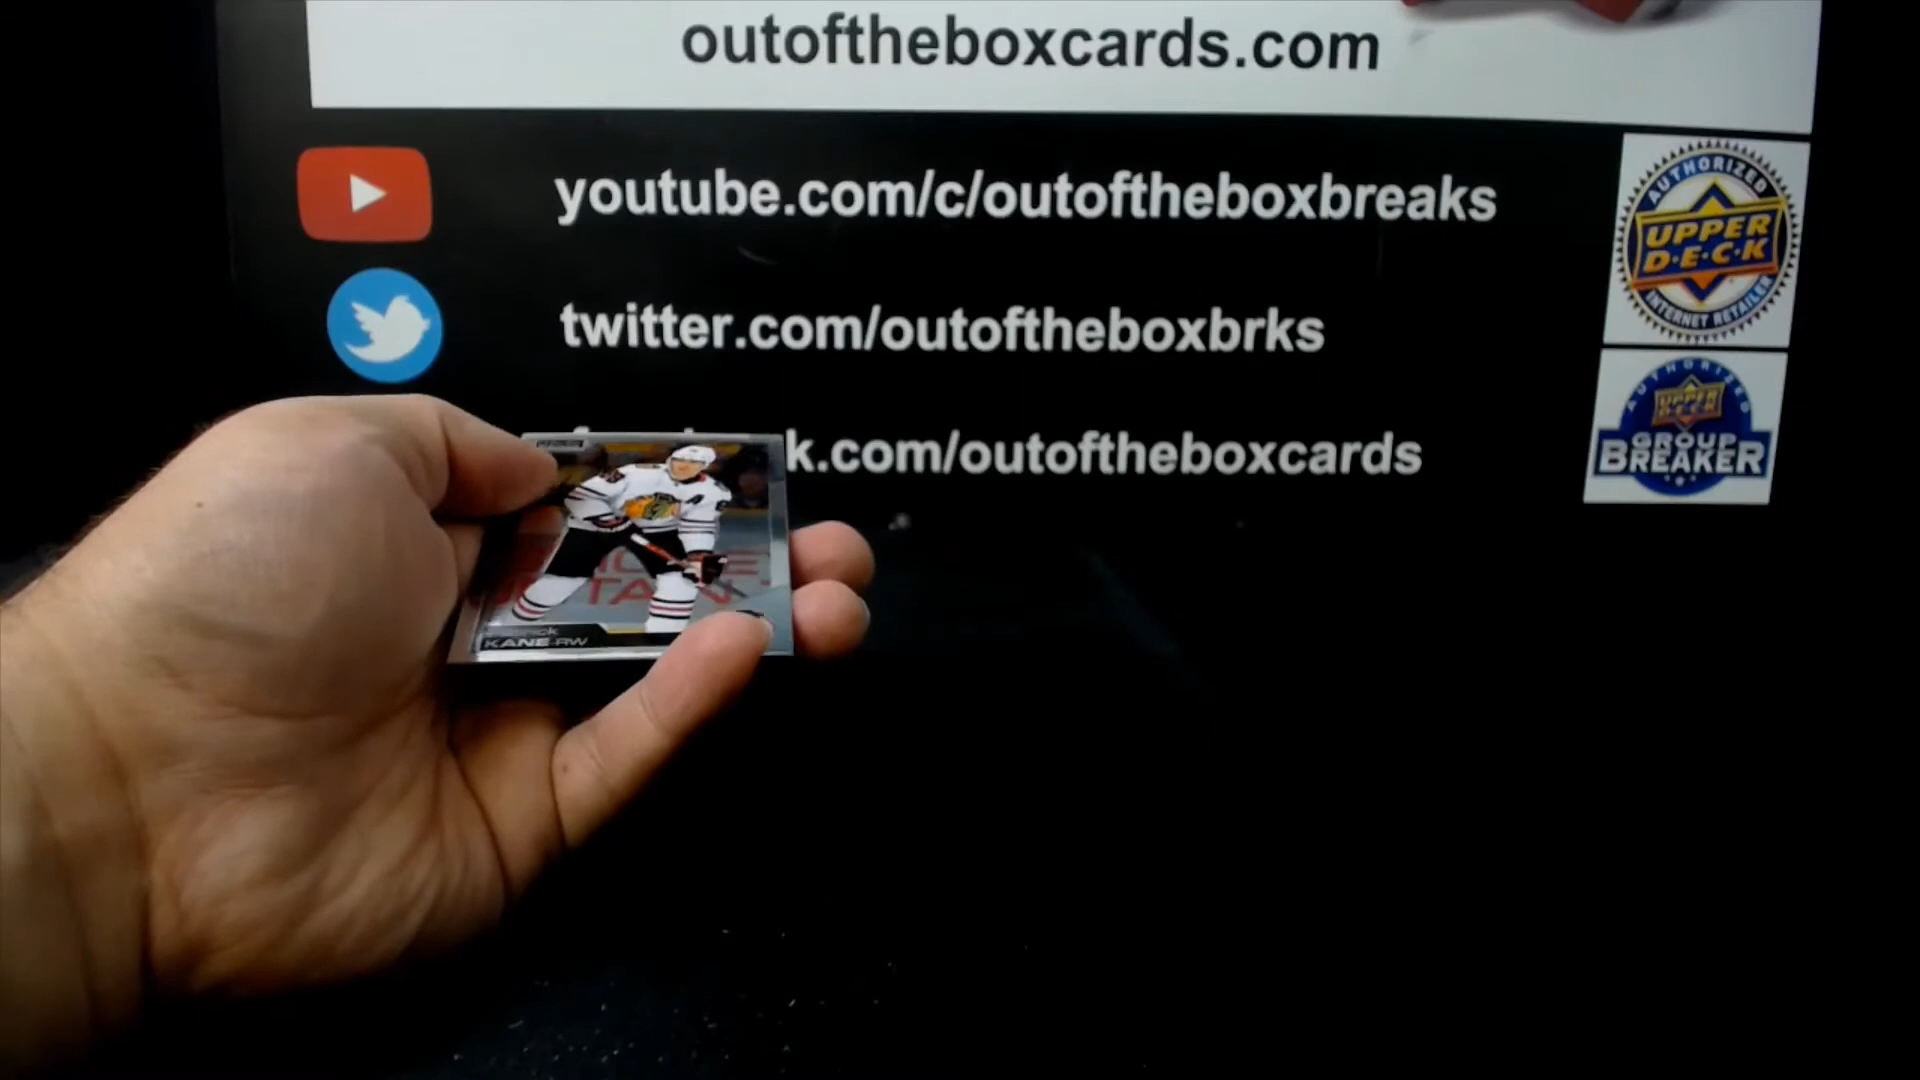 outoftheboxcards.com
youtube.com/c/outoftheboxbreaks
twitter.com/outoftheboxbrks
k.com/outoftheboxcards
AUTHORIZED
UPPER
D·E·C·K
INTERNET RETAILER
AUTHORIZED
UPPER
DECK
GROUP
BREAKER
KANE RW